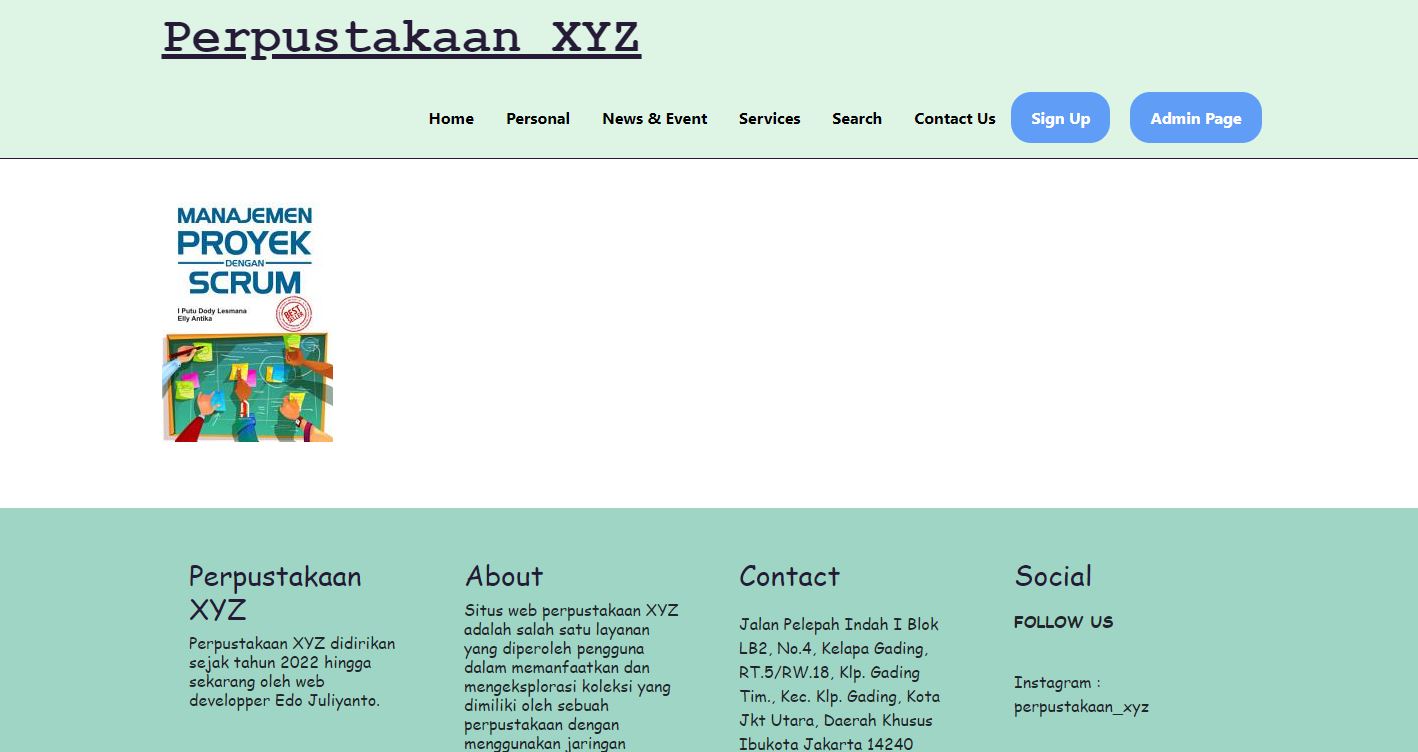 Perpustakaan XYZ
Home Personal News & Event Services Search Contact Us Sign Up Admin Page
MANAJEMEN
PROYEK
DENGAN
SCRUM
I Putu Dody Lesmana
Elly Antika
BEST
SELLER
Perpustakaan
XYZ
Perpustakaan XYZ didirikan
sejak tahun 2022 hingga
sekarang oleh web
developper Edo Juliyanto.
About
Situs web perpustakaan XYZ
adalah salah satu layanan
yang diperoleh pengguna
dalam memanfaatkan dan
mengeksplorasi koleksi yang
dimiliki oleh sebuah
perpustakaan dengan
menggunakan jaringan
Contact
Jalan Pelepah Indah I Blok
LB2, No.4, Kelapa Gading,
RT.5/RW.18, Klp. Gading
Tim., Kec. Klp. Gading, Kota
Jkt Utara, Daerah Khusus
Ibukota Jakarta 14240
Social
FOLLOW US
Instagram :
perpustakaan_xyz